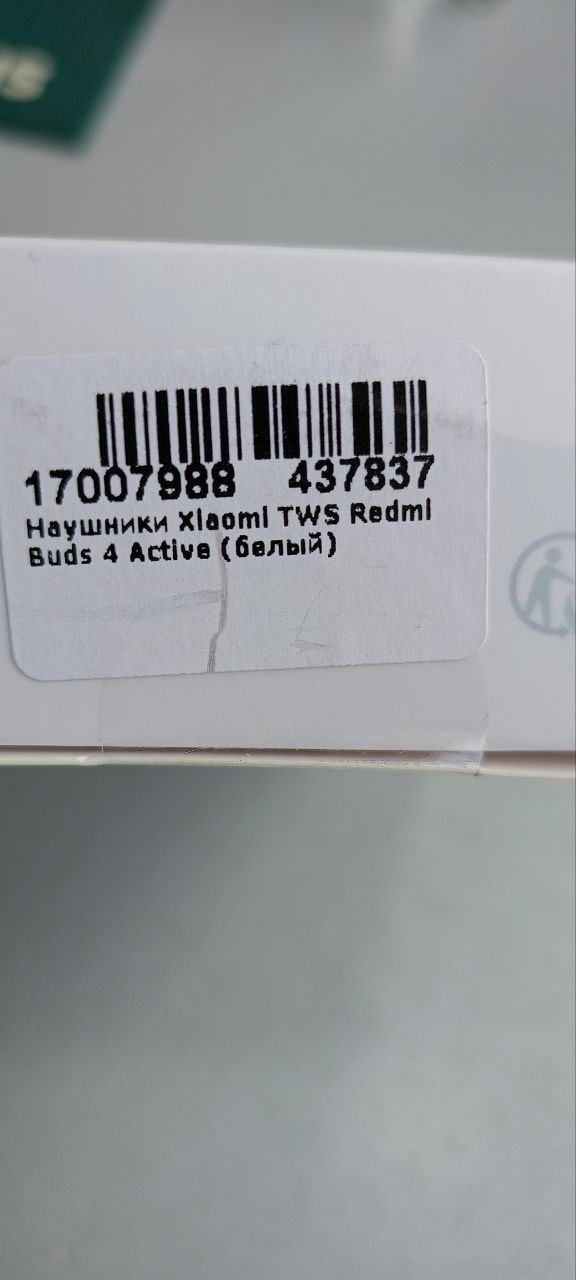 17007988 437837
Наушники Xiaomi TWS Redmi
Buds 4 Active (белый)